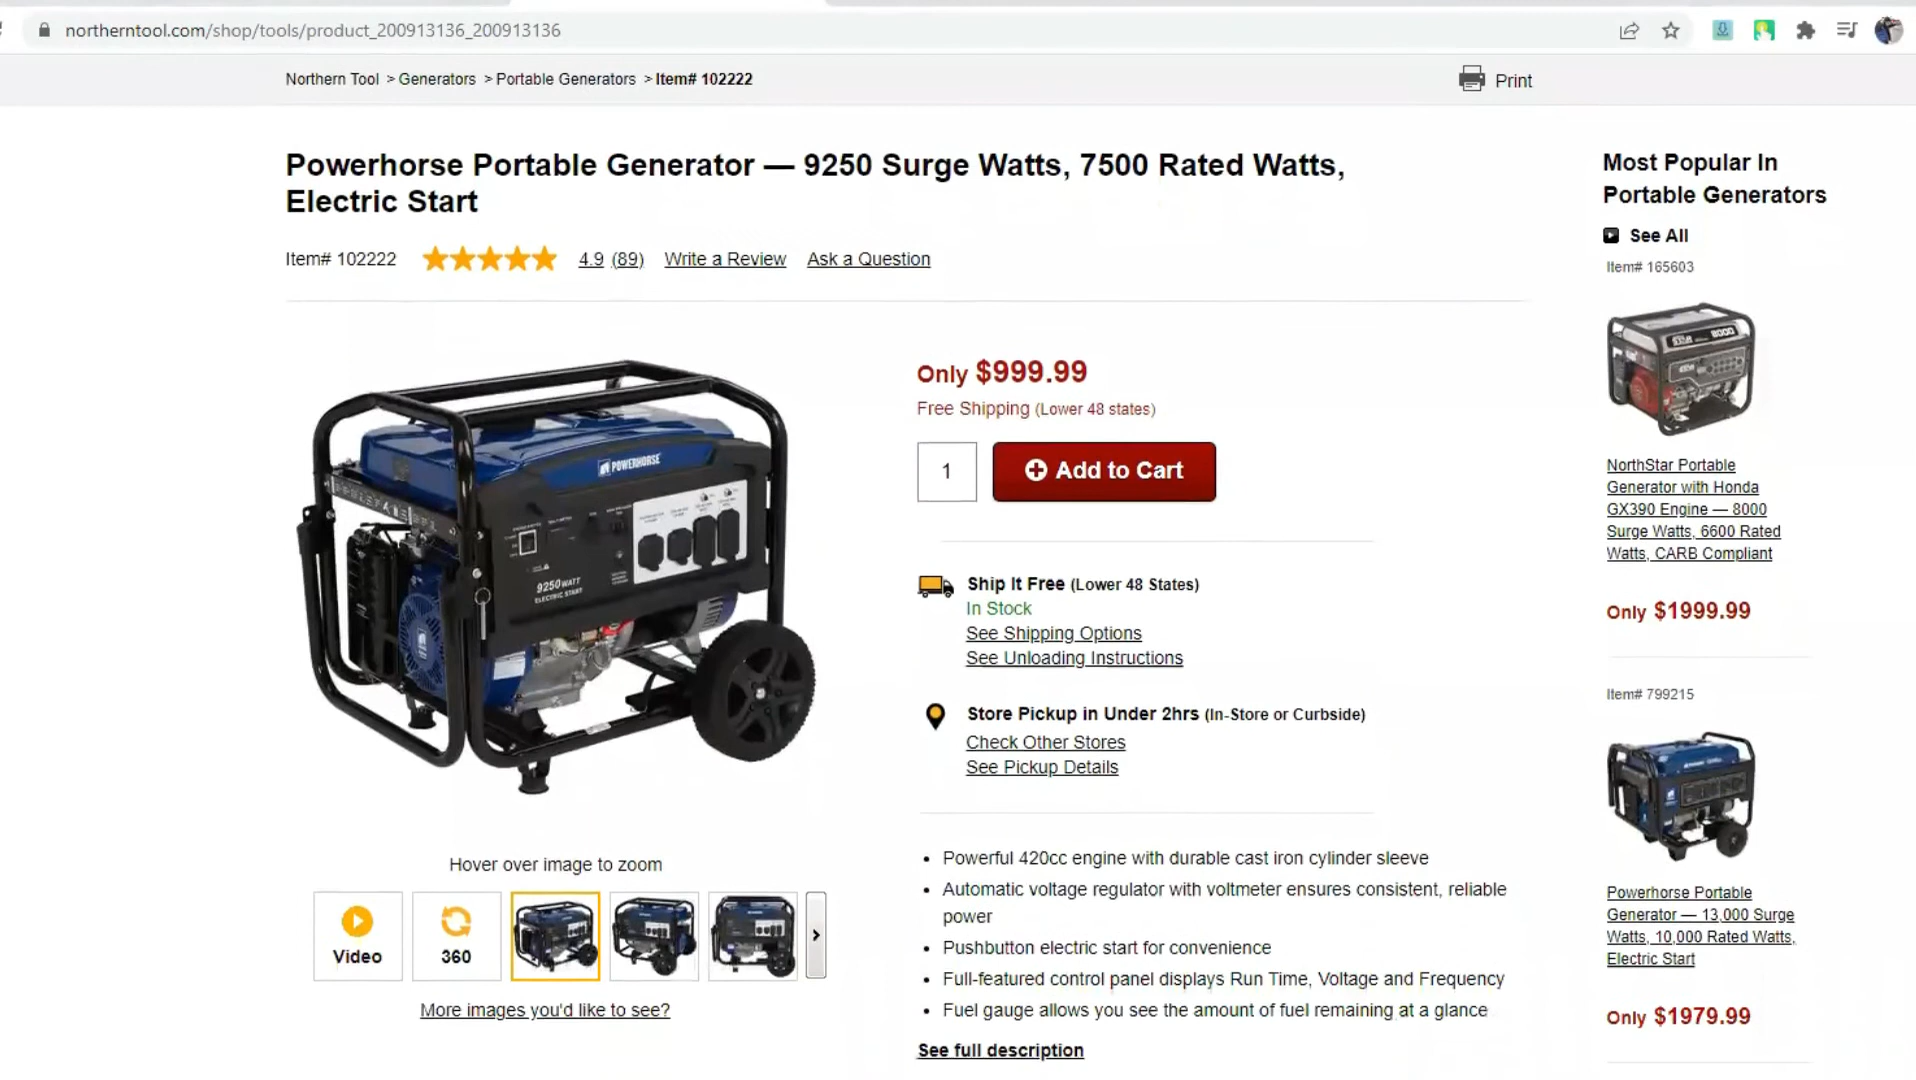 northerntool.com/shop/tools/product_200913136_200913136
Northern Tool > Generators > Portable Generators > Item# 102222
Print
Powerhorse Portable Generator — 9250 Surge Watts, 7500 Rated Watts,
Electric Start
Item# 102222
4.9 (89)
Write a Review
Ask a Question
POWERHORSE
9250 WATT
ELECTRIC START
Hover over image to zoom
Video
360
More images you'd like to see?
Only $999.99
Free Shipping (Lower 48 states)
1
Add to Cart
Ship It Free (Lower 48 States)
In Stock
See Shipping Options
See Unloading Instructions
Store Pickup in Under 2hrs (In-Store or Curbside)
Check Other Stores
See Pickup Details
• Powerful 420cc engine with durable cast iron cylinder sleeve
• Automatic voltage regulator with voltmeter ensures consistent, reliable
power
• Pushbutton electric start for convenience
• Full-featured control panel displays Run Time, Voltage and Frequency
• Fuel gauge allows you see the amount of fuel remaining at a glance
See full description
Most Popular In
Portable Generators
See All
Item# 165603
8000
NorthStar Portable
Generator with Honda
GX390 Engine — 8000
Surge Watts, 6600 Rated
Watts, CARB Compliant
Only $1999.99
Item# 799215
Powerhorse Portable
Generator — 13,000 Surge
Watts, 10,000 Rated Watts,
Electric Start
Only $1979.99